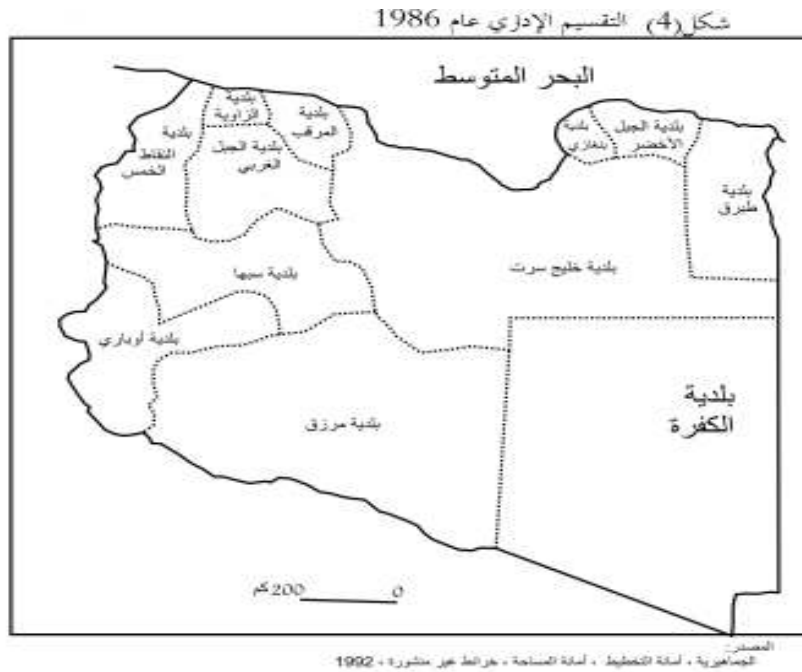 شكل(4) التقسيم الإداري عام 1986
البحر المتوسط
بلدية
الزاوية
بلدية
المرقب
بلدية
النقاط
الخمس
بلدية الجبل
الغربي
بلدية
بنغازي
بلدية الجبل
الأخضر
بلدية
طبرق
بلدية سبها
بلدية خليج سرت
بلدية أوباري
بلدية مرزق
بلدية
الكفرة
200كم 0
المصدر:
الجماهيرية ، أمانة التخطيط ، أمانة المساحة ، خرائط غير منشورة ، 1992